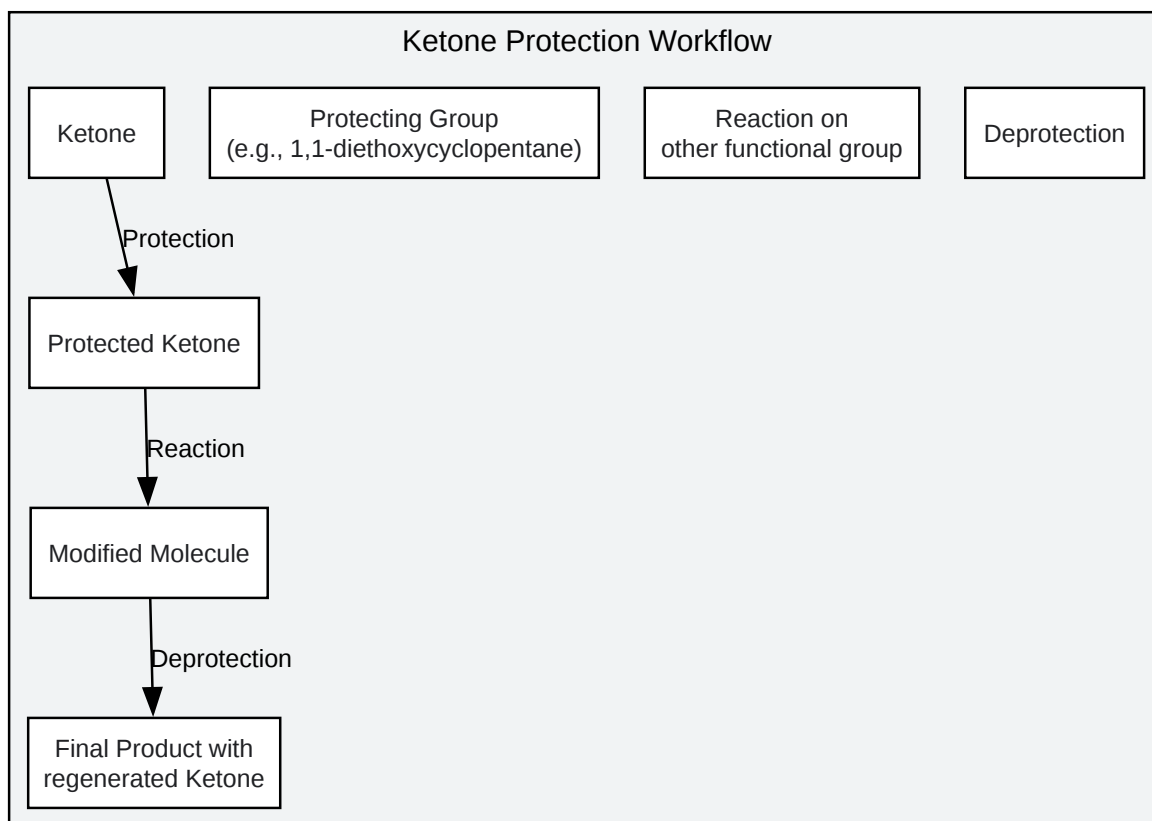 Ketone Protection Workflow
Ketone
Protecting Group
(e.g., 1,1-diethoxycyclopentane)
Reaction on
other functional group
Deprotection
Protection
Protected Ketone
Reaction
Modified Molecule
Deprotection
Final Product with
regenerated Ketone